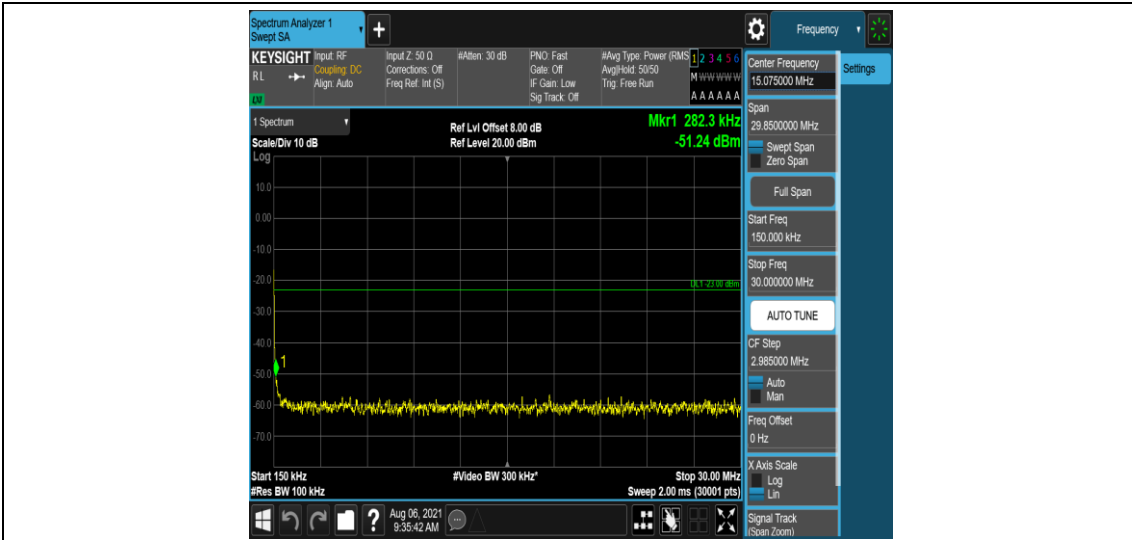 Spectrum Analyzer 1
Swept SA
+
Frequency
KEYSIGHT
RL
LXI
Input: RF
Coupling: DC
Align: Auto
Input Z: 50 Ω
Corrections: Off
Freq Ref: Int (S)
#Atten: 30 dB
PNO: Fast
Gate: Off
IF Gain: Low
Sig Track: Off
#Avg Type: Power (RMS
Avg|Hold: 50/50
Trig: Free Run
1 2 3 4 5 6
M W W W W W
A A A A A A
1 Spectrum
Scale/Div 10 dB
Log
Ref Lvl Offset 8.00 dB
Ref Level 20.00 dBm
Mkr1 282.3 kHz
-51.24 dBm
10.0
0.00
-10.0
-20.0
DL1 -23.00 dBm
-30.0
-40.0
1
-50.0
-60.0
-70.0
Start 150 kHz
#Video BW 300 kHz*
Stop 30.00 MHz
#Res BW 100 kHz
Sweep 2.00 ms (30001 pts)
?
Aug 06, 2021
9:35:42 AM
Center Frequency
15.075000 MHz
Settings
Span
29.8500000 MHz
Swept Span
Zero Span
Full Span
Start Freq
150.000 kHz
Stop Freq
30.000000 MHz
AUTO TUNE
CF Step
2.985000 MHz
Auto
Man
Freq Offset
0 Hz
X Axis Scale
Log
Lin
Signal Track
(Span Zoom)